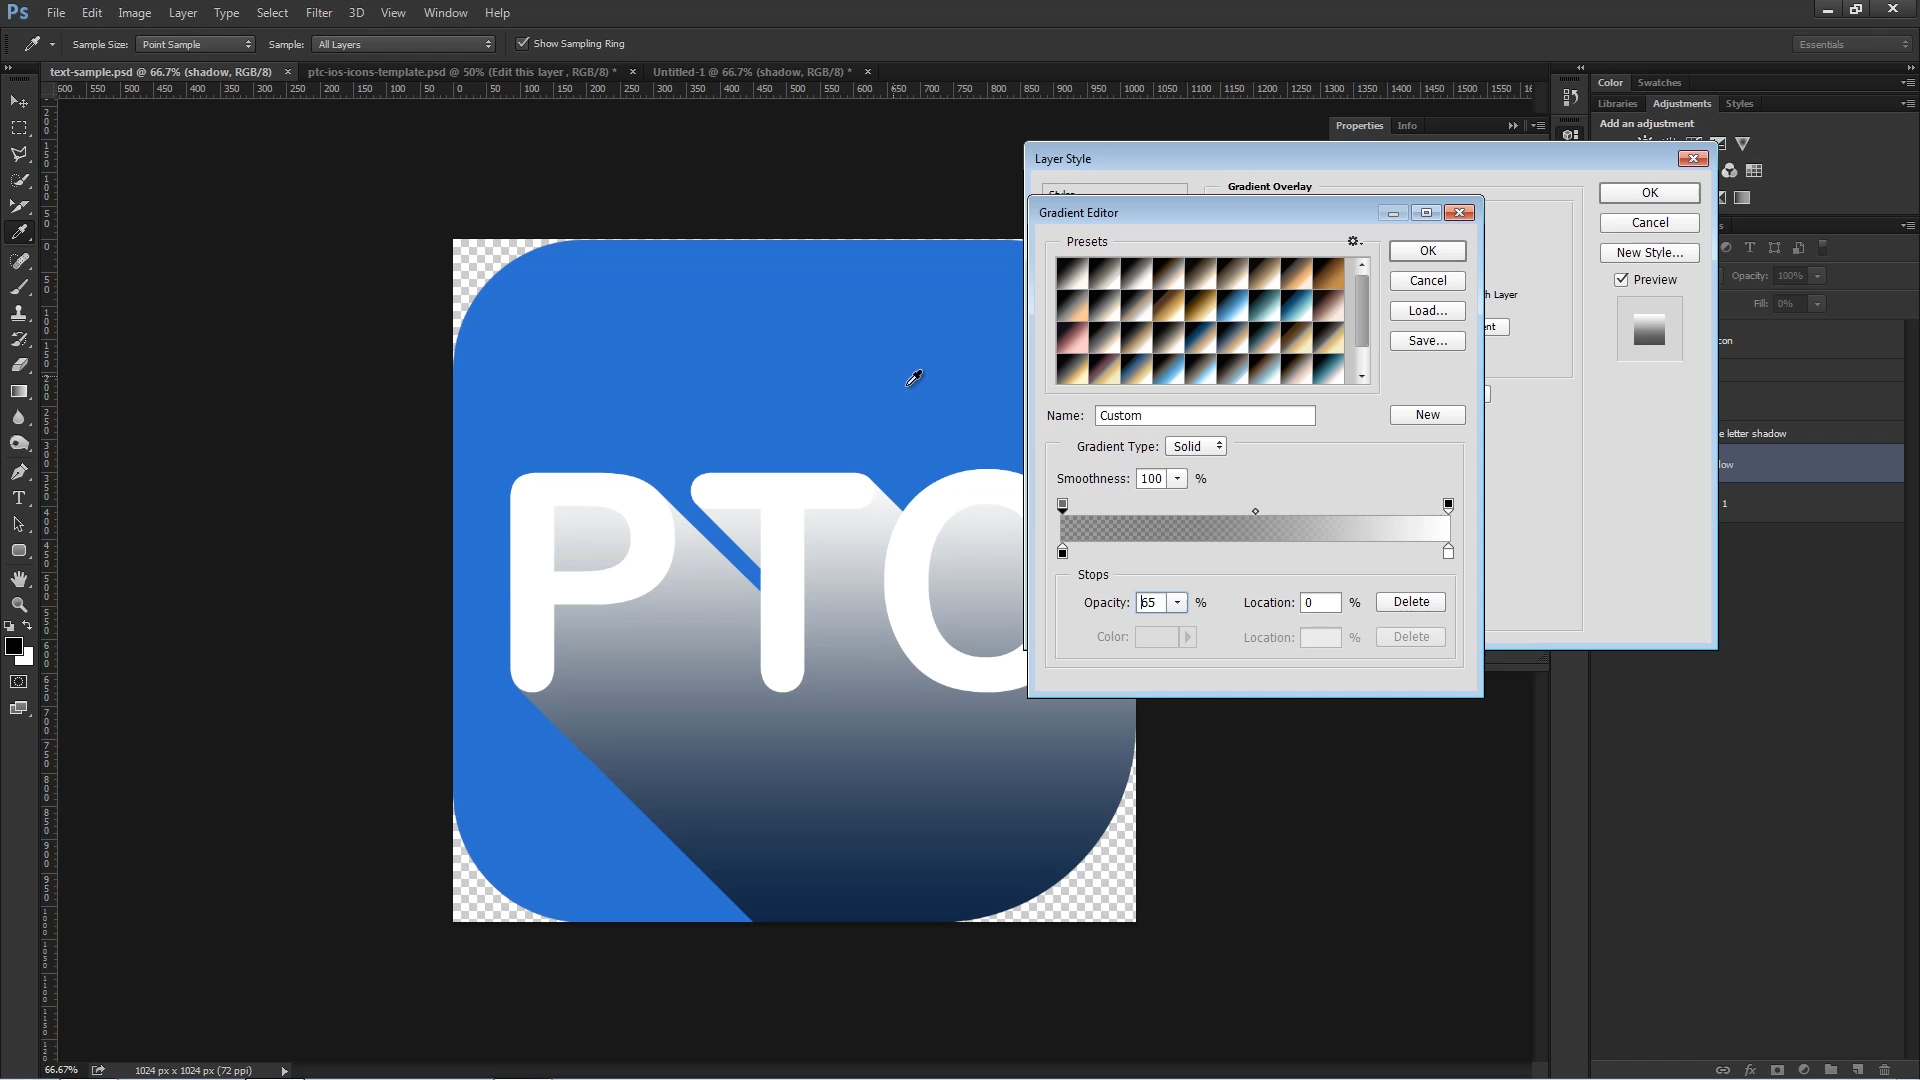 Ps File Edit Image Layer Type Select Filter 3D View Window Help
Sample Size: Point Sample Sample: All Layers Show Sampling Ring Essentials
text-sample.psd @ 66.7% (shadow, RGB/8) × ptc-ios-icons-template.psd @ 50% (Edit this layer , RGB/8) * × Untitled-1 @ 66.7% (shadow, RGB/8) * ×
600 550 500 450 400 350 300 250 200 150 100 50 0 50 100 150 200 250 300 350 400 450 500 550 600 650 700 750 800 850 900 950 1000 1050 1100 1150 1200 1250 1300 1350 1400 1450 1500 1550
Color Swatches
Libraries Adjustments Styles
Add an adjustment
Properties Info
Layer Style
Gradient Overlay
OK
Cancel
New Style...
Preview
Gradient Editor
Presets
OK
Cancel
Load...
Save...
Name: Custom New
Gradient Type: Solid
Smoothness: 100 %
Stops
Opacity: 65 % Location: 0 % Delete
Color: Location: % Delete
h Layer
Opacity: 100%
Fill: 0%
con
e letter shadow
low
1
PTC
66.67% 1024 px x 1024 px (72 ppi)